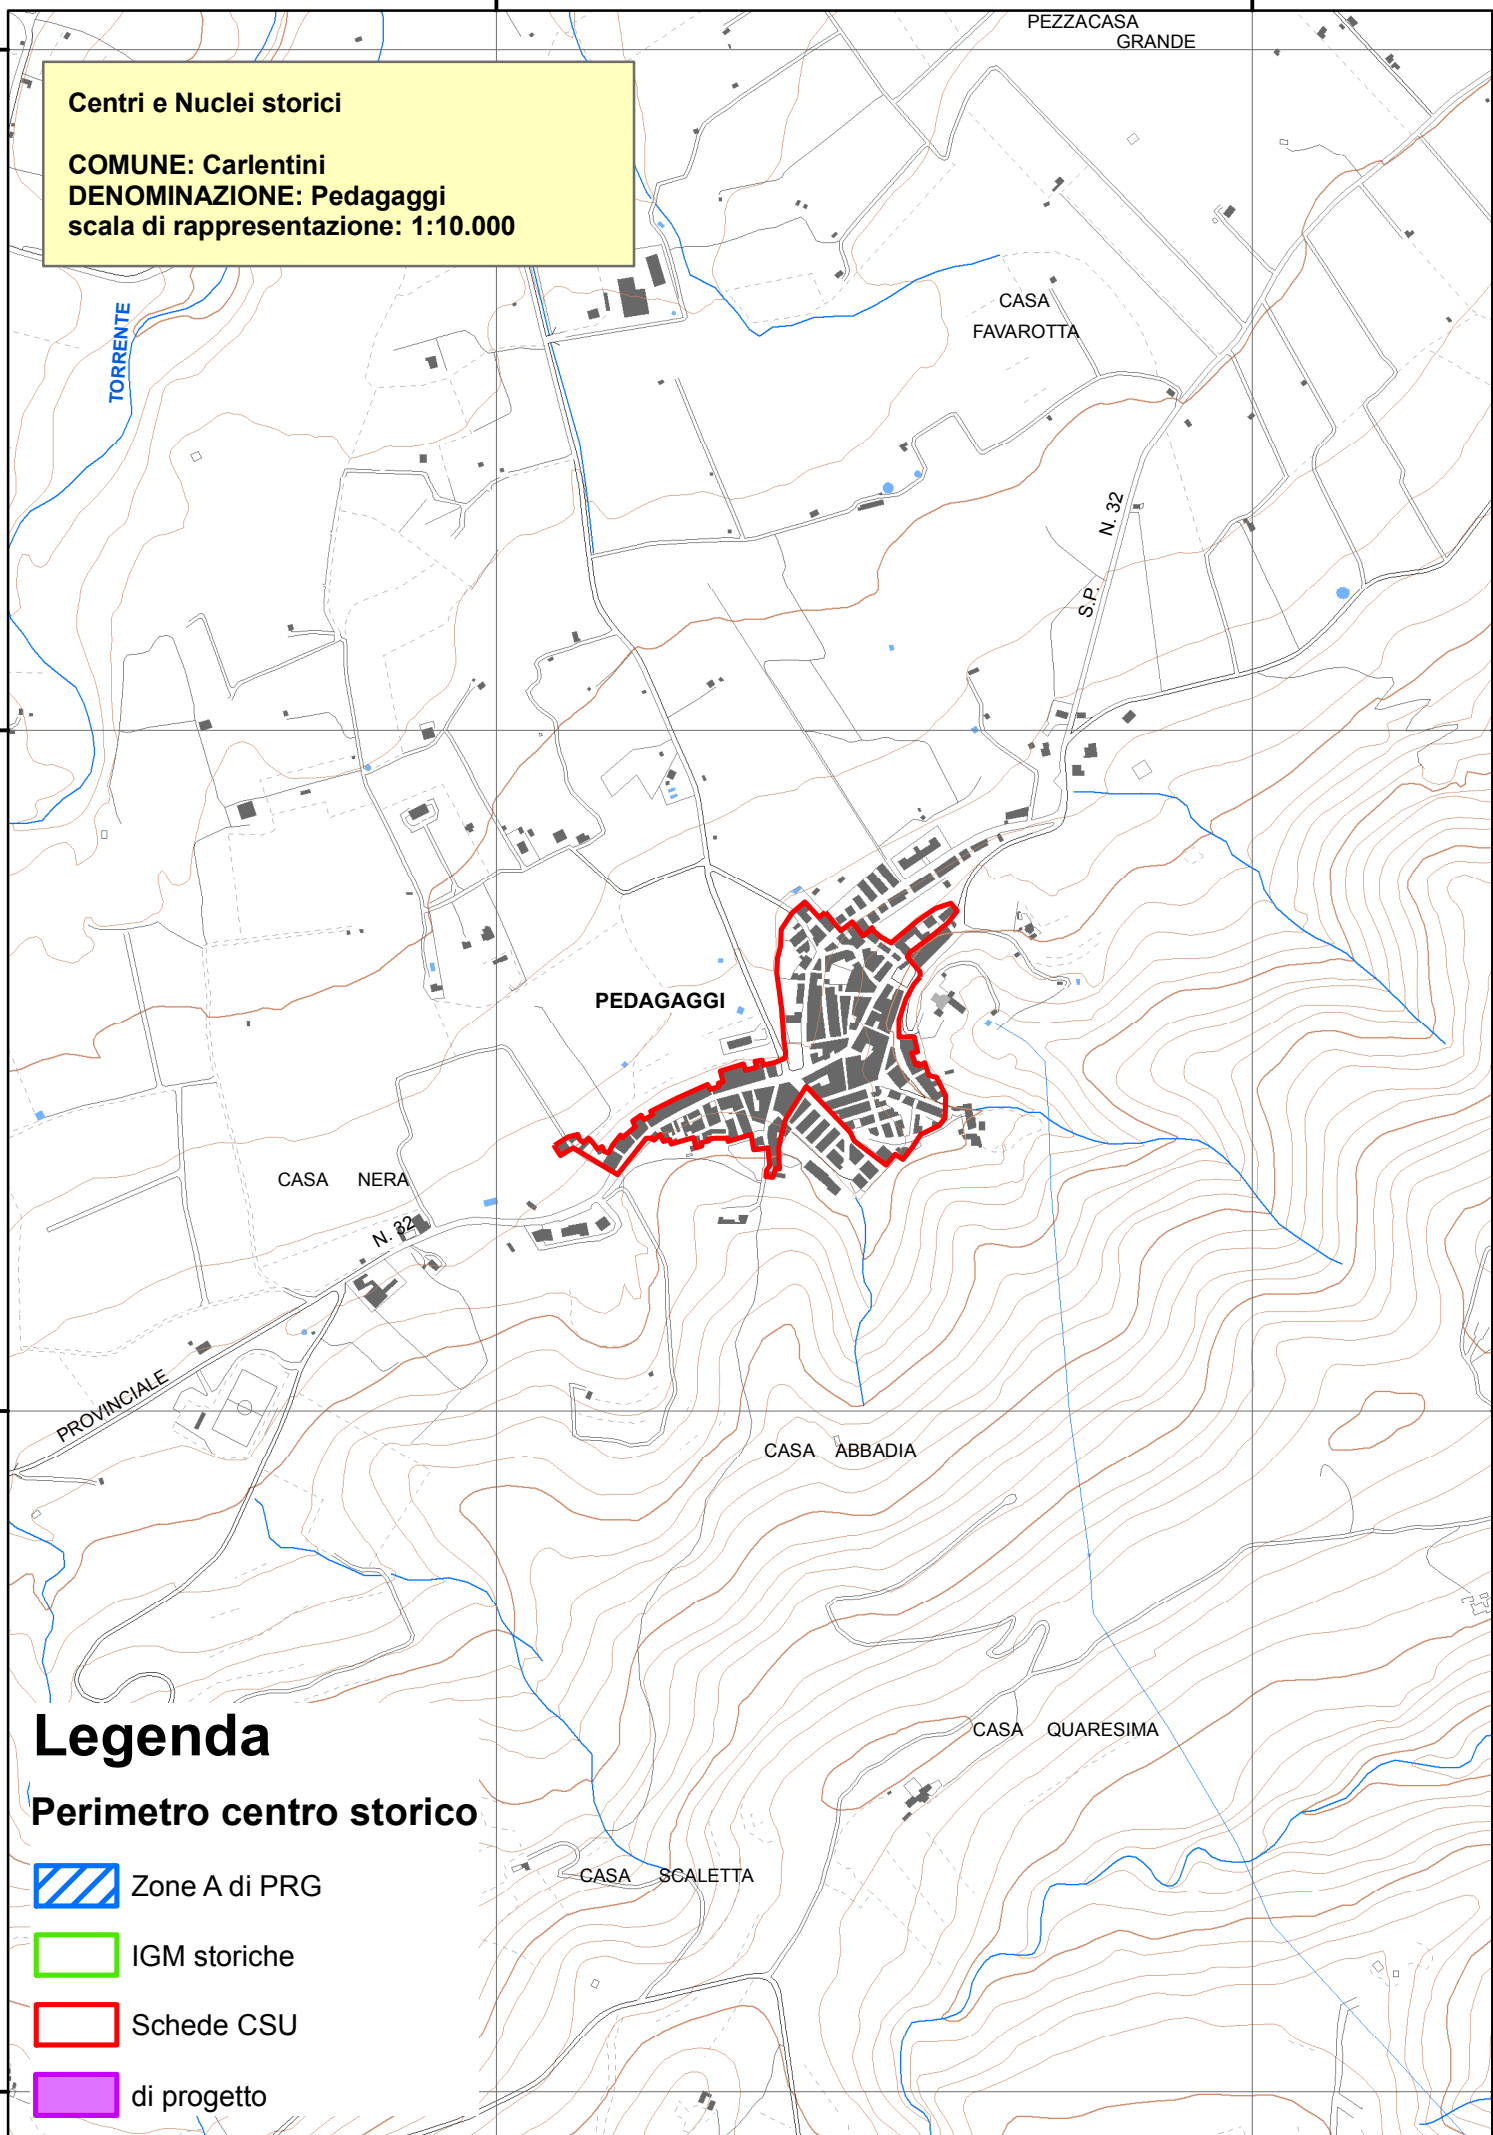 PEZZACASA
GRANDE
Centri e Nuclei storici
COMUNE: Carlentini
DENOMINAZIONE: Pedagaggi
scala di rappresentazione: 1:10.000
TORRENTE
CASA
FAVAROTTA
N. 32
S.P.
PEDAGAGGI
CASA NERA
N. 32
PROVINCIALE
CASA ABBADIA
CASA QUARESIMA
CASA SCALETTA
Legenda
Perimetro centro storico
Zone A di PRG
IGM storiche
Schede CSU
di progetto